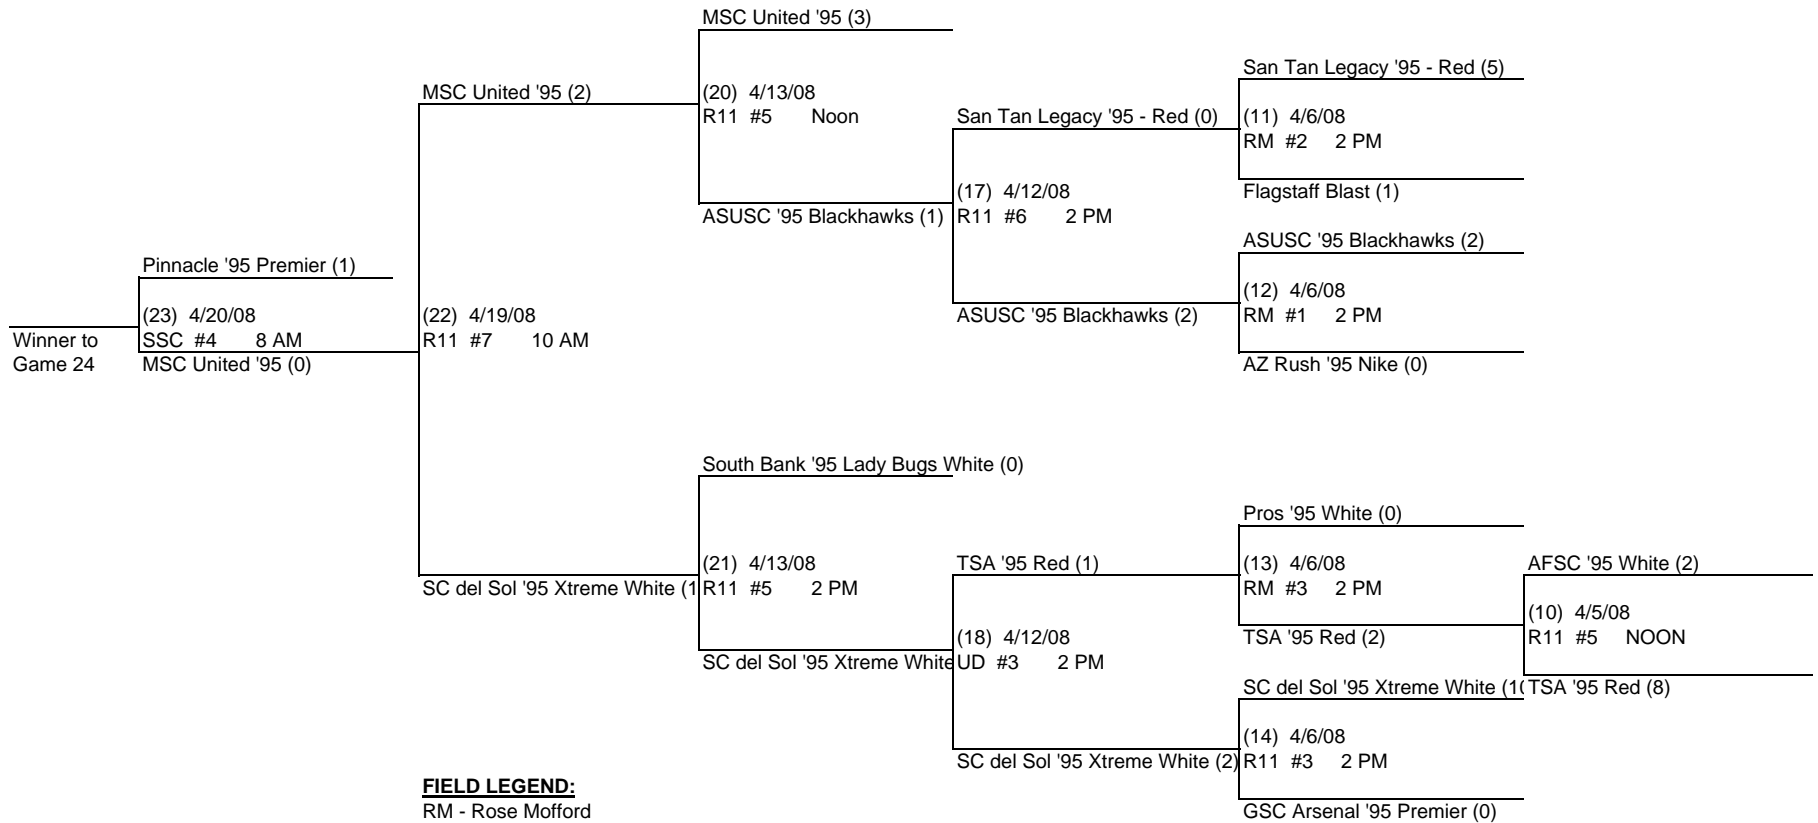 MSC United '95 (3)
San Tan Legacy '95 - Red (5)
MSC United '95 (2)
(20) 4/13/08
R11 #5 Noon
San Tan Legacy '95 - Red (0)
(11) 4/6/08
RM #2 2 PM
Flagstaff Blast (1)
(17) 4/12/08
R11 #6 2 PM
ASUSC '95 Blackhawks (1)
ASUSC '95 Blackhawks (2)
Pinnacle '95 Premier (1)
(12) 4/6/08
RM #1 2 PM
ASUSC '95 Blackhawks (2)
(23) 4/20/08
SSC #4 8 AM
(22) 4/19/08
R11 #7 10 AM
Winner to
Game 24
MSC United '95 (0)
AZ Rush '95 Nike (0)
South Bank '95 Lady Bugs White (0)
Pros '95 White (0)
(21) 4/13/08
R11 #5 2 PM
TSA '95 Red (1)
(13) 4/6/08
RM #3 2 PM
AFSC '95 White (2)
SC del Sol '95 Xtreme White (1
(10) 4/5/08
R11 #5 NOON
(18) 4/12/08
UD #3 2 PM
TSA '95 Red (2)
SC del Sol '95 Xtreme White
SC del Sol '95 Xtreme White (10
TSA '95 Red (8)
(14) 4/6/08
R11 #3 2 PM
SC del Sol '95 Xtreme White (2)
GSC Arsenal '95 Premier (0)
FIELD LEGEND:
RM - Rose Mofford